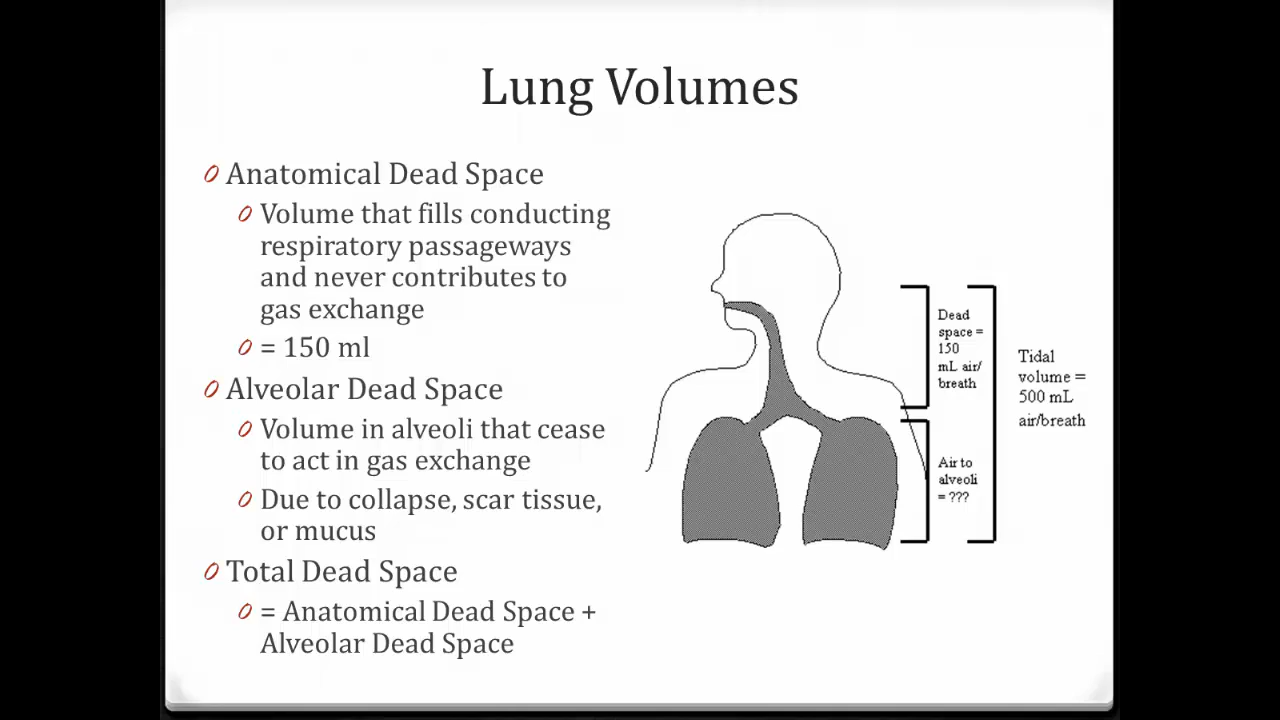 Lung Volumes
Anatomical Dead Space
Volume that fills conducting
respiratory passageways
and never contributes to
gas exchange
= 150 ml
Alveolar Dead Space
Volume in alveoli that cease
to act in gas exchange
Due to collapse, scar tissue,
or mucus
Total Dead Space
= Anatomical Dead Space +
Alveolar Dead Space
Dead
space =
150
mL air/
breath
Air to
alveoli
= ???
Tidal
volume =
500 mL
air/breath